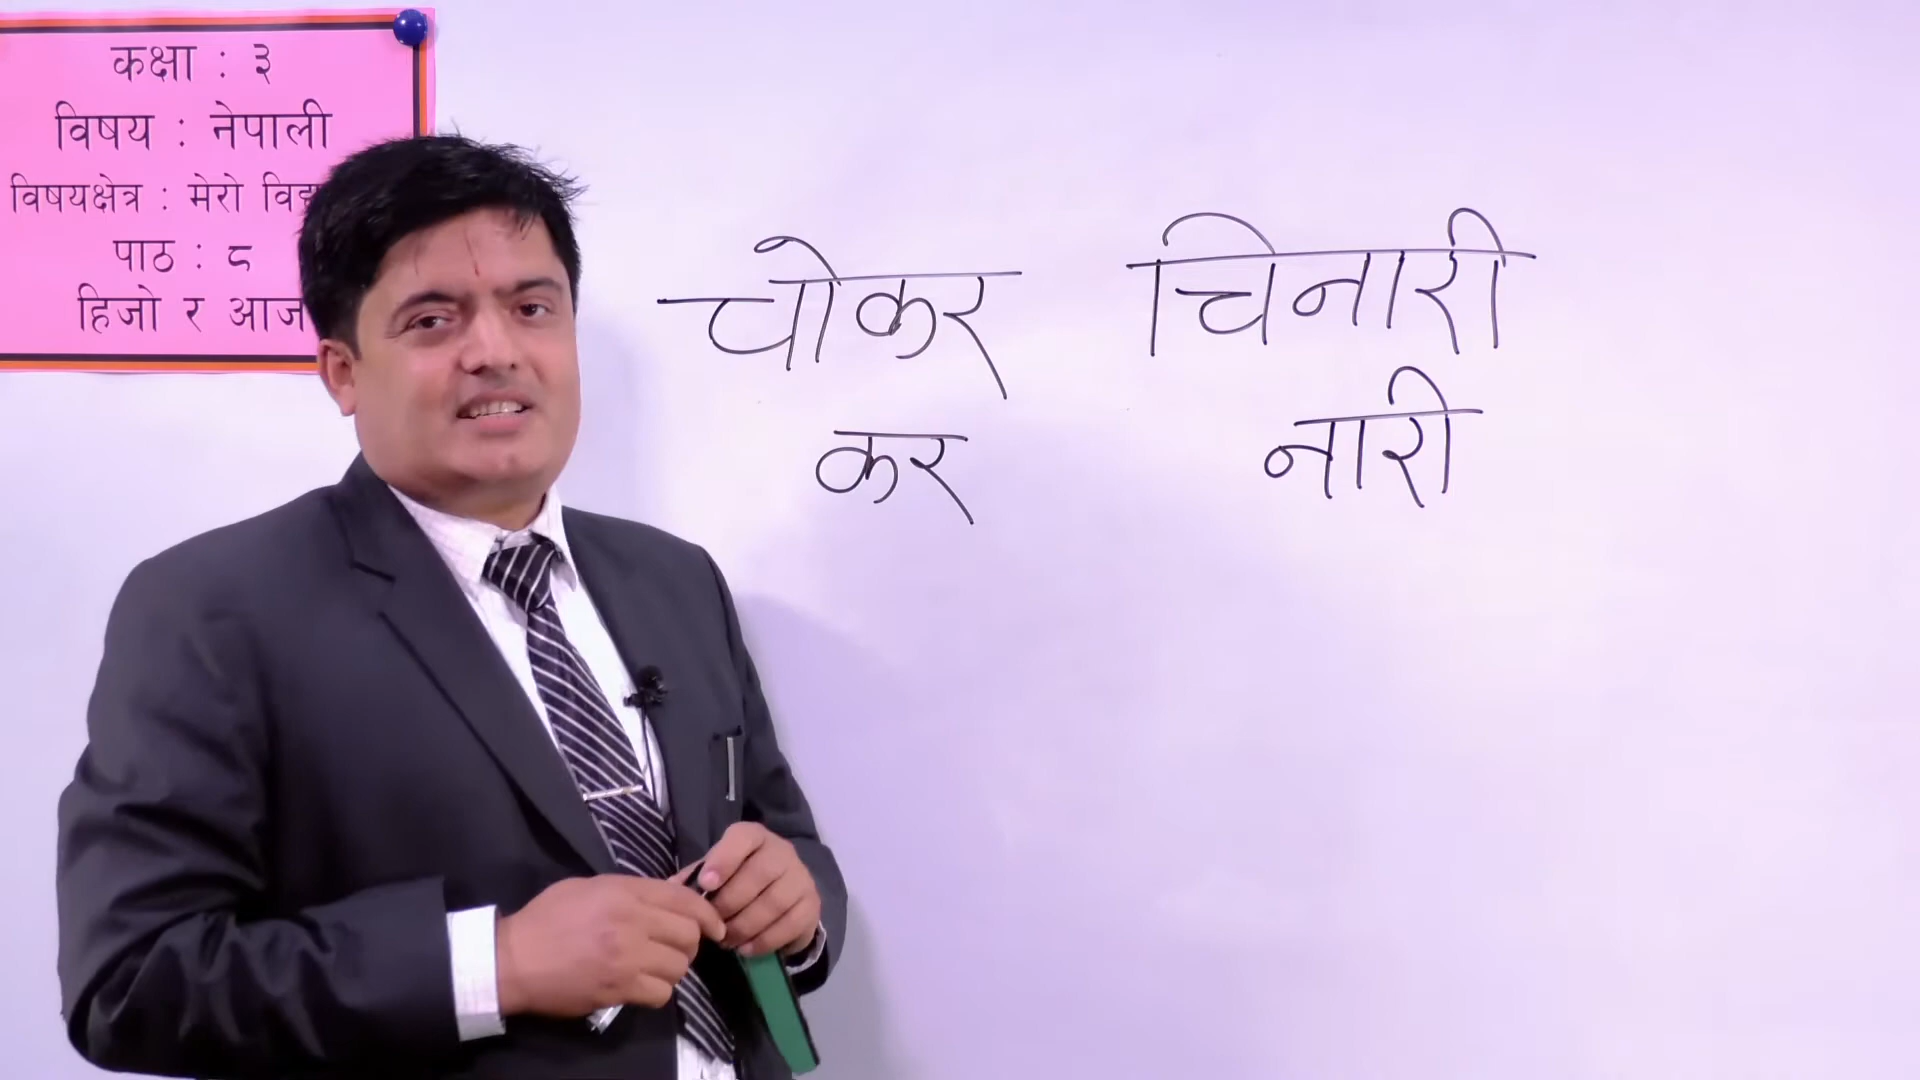 कक्षा : ३
विषय : नेपाली
विषयक्षेत्र : मेरो
पाठ : ८
हिजो र आज
चोकर चिनारी
कर नारी